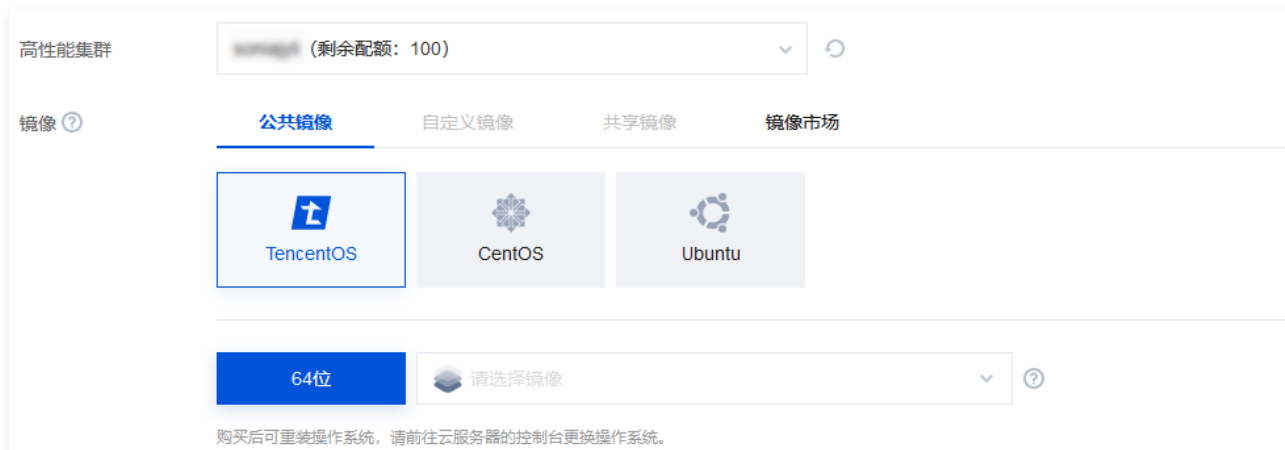 高性能集群
（剩余配额：100）
镜像
公共镜像 自定义镜像 共享镜像 镜像市场
TencentOS CentOS Ubuntu
64位 请选择镜像
购买后可重装操作系统，请前往云服务器的控制台更换操作系统。